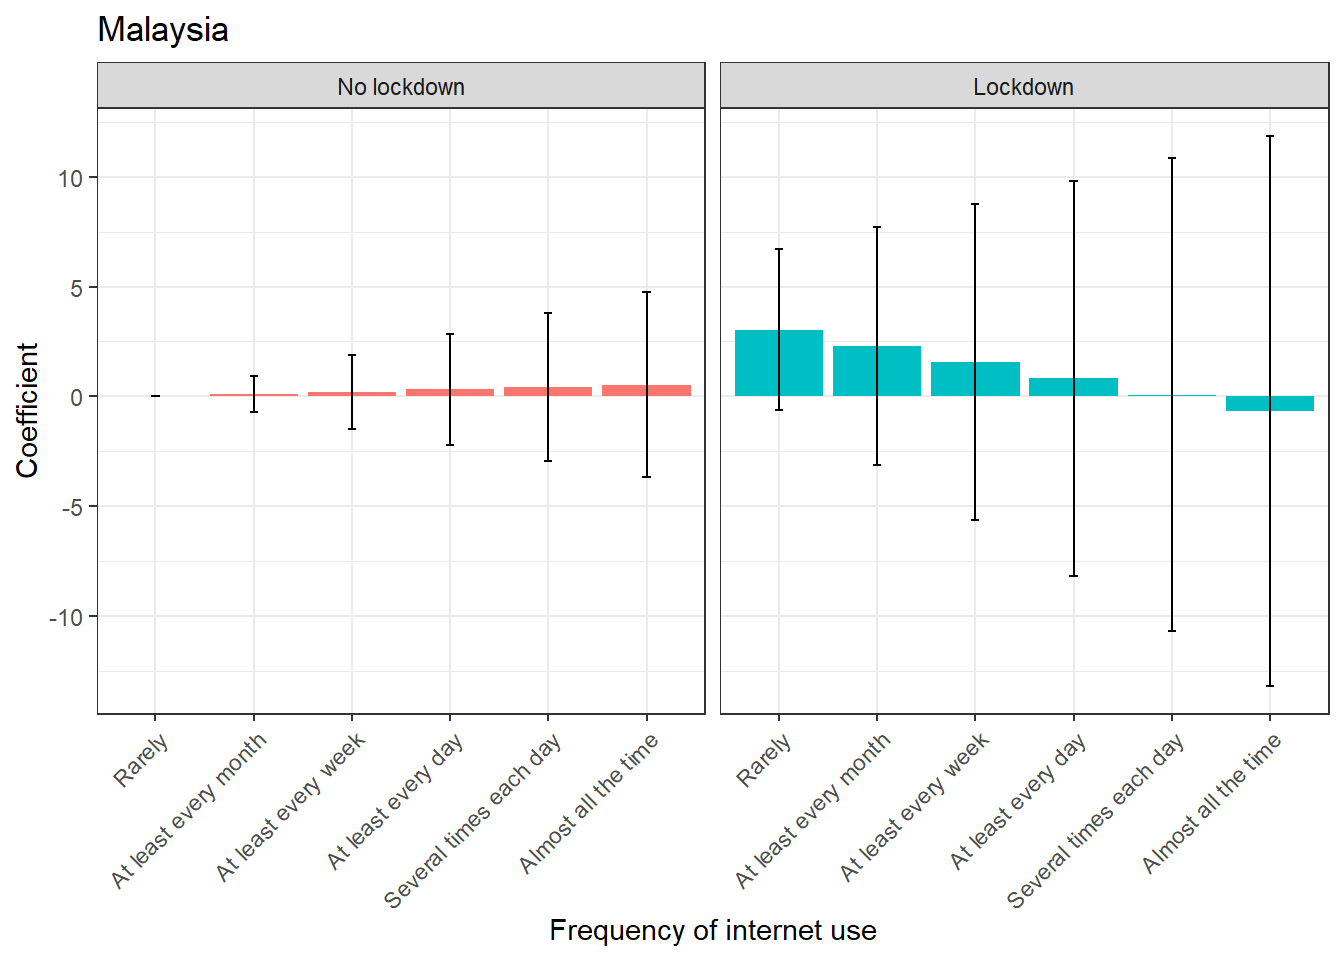 Malaysia
No lockdown
Lockdown
Coefficient
10
5
0
-5
-10
Rarely
At least every month
At least every week
At least every day
Several times each day
Almost all the time
Rarely
At least every month
At least every week
At least every day
Several times each day
Almost all the time
Frequency of internet use